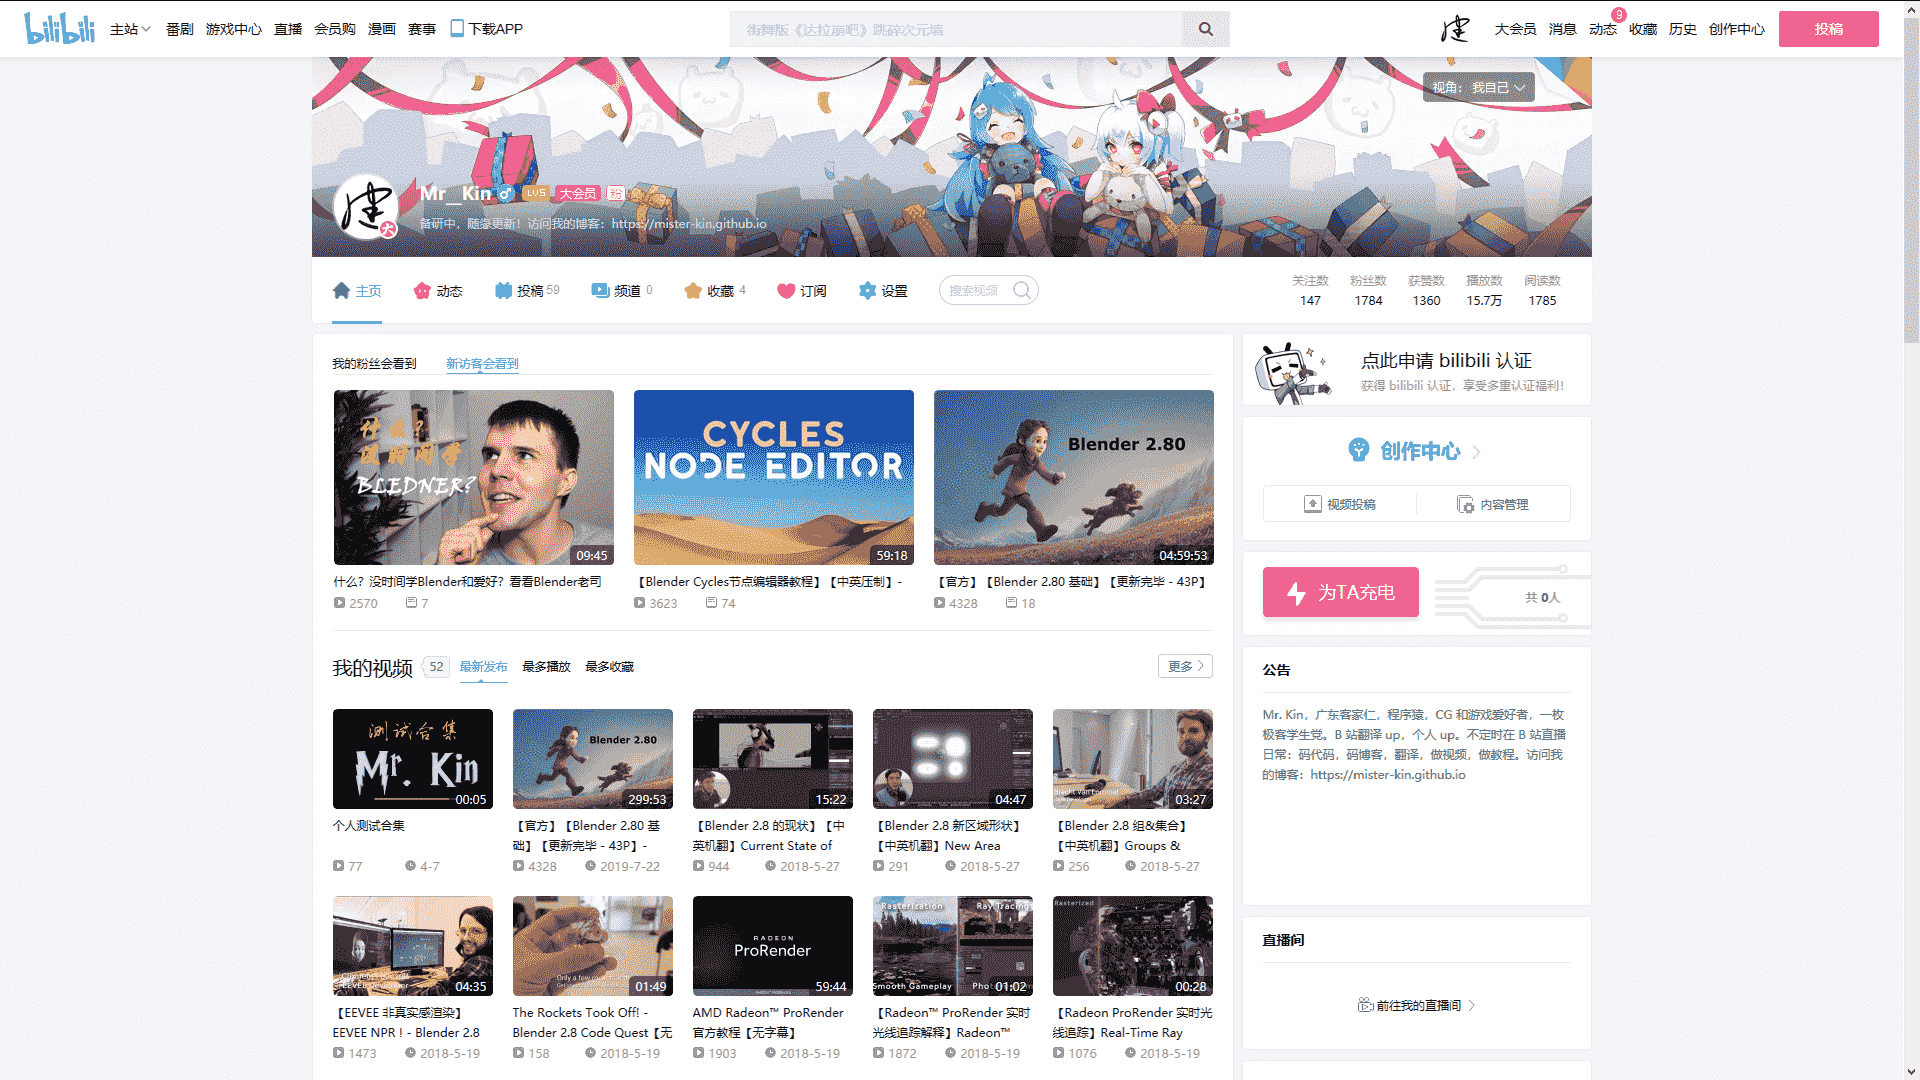 bilibili 主站 番剧 游戏中心 直播 会员购 漫画 赛事 下载APP 街舞版《达拉崩吧》跳碎次元墙 大会员 消息 动态 9 收藏 历史 创作中心 投稿
视角： 我自己
Mr__Kin LV5 大会员 粉
备研中，随缘更新！访问我的博客：https://mister-kin.github.io
主页 动态 投稿 59 频道 0 收藏 4 订阅 设置 搜索视频
关注数 粉丝数 获赞数 播放数 阅读数
147 1784 1360 15.7万 1785
我的粉丝会看到 新访客会看到
什么？
没时间学
BLEDNER?
09:45
CYCLES
NODE EDITOR
59:18
Blender 2.80
04:59:53
什么？没时间学Blender和爱好？看看Blender老司
2570 7
【Blender Cycles节点编辑器教程】【中英压制】-
3623 74
【官方】【Blender 2.80 基础】【更新完毕 - 43P】
4328 18
我的视频 52 最新发布 最多播放 最多收藏 更多
测试合集
Mr. Kin
00:05
Blender 2.80
299:53
15:22
04:47
03:27
个人测试合集
77 4-7
【官方】【Blender 2.80 基
础】【更新完毕 - 43P】-
4328 2019-7-22
【Blender 2.8 的现状】【中
英机翻】Current State of
944 2018-5-27
【Blender 2.8 新区域形状】
【中英机翻】New Area
291 2018-5-27
【Blender 2.8 组&集合】
【中英机翻】Groups &
256 2018-5-27
04:35
01:49
RADEON
ProRender
59:44
Rasterization Ray Tracing
Smooth Gameplay
01:02
Rasterized
00:28
【EEVEE 非真实感渲染】
EEVEE NPR ! - Blender 2.8
1473 2018-5-19
The Rockets Took Off! -
Blender 2.8 Code Quest【无
158 2018-5-19
AMD Radeon™ ProRender
官方教程【无字幕】
1903 2018-5-19
【Radeon™ ProRender 实时
光线追踪解释】Radeon™
1872 2018-5-19
【Radeon ProRender 实时光
线追踪】Real-Time Ray
1076 2018-5-19
点此申请 bilibili 认证
获得 bilibili 认证，享受多重认证福利！
创作中心
视频投稿 内容管理
为TA充电 共 0人
公告
Mr. Kin，广东客家仁，程序猿，CG 和游戏爱好者，一枚
极客学生党。B 站翻译 up，个人 up。不定时在 B 站直播
日常：码代码，码博客，翻译，做视频，做教程。访问我
的博客：https://mister-kin.github.io
直播间
前往我的直播间